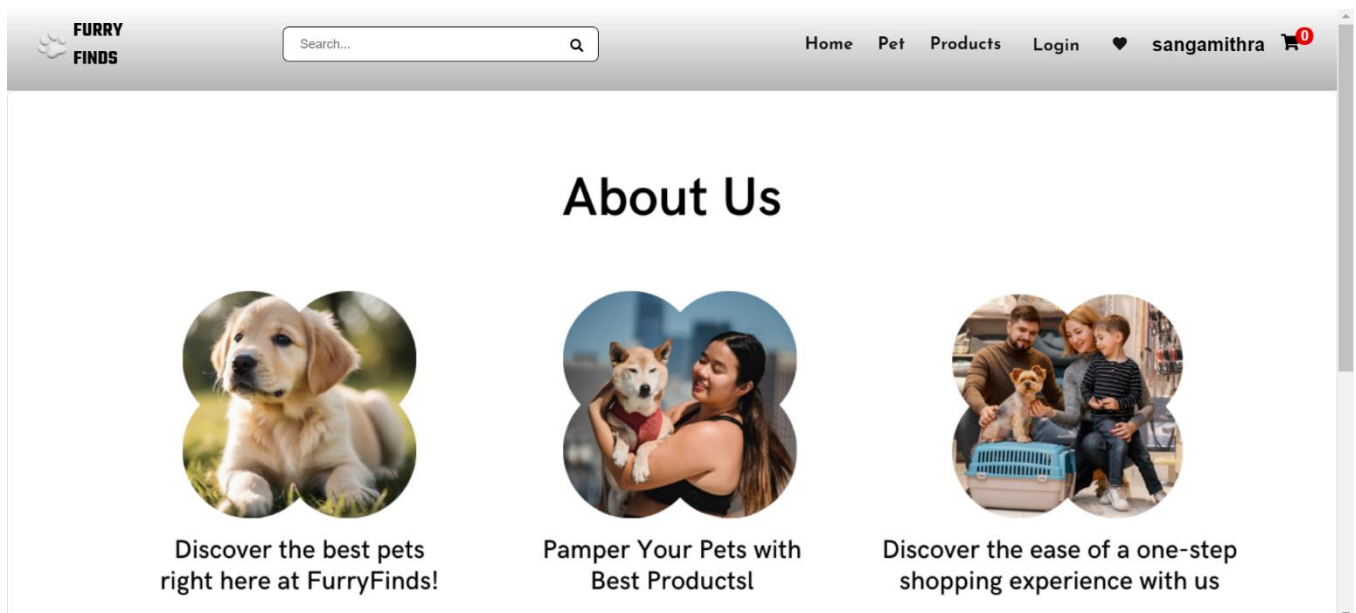 FURRY
FINDS
Search...
Home Pet Products Login sangamithra 0
About Us
Discover the best pets
right here at FurryFinds!
Pamper Your Pets with
Best Productsl
Discover the ease of a one-step
shopping experience with us